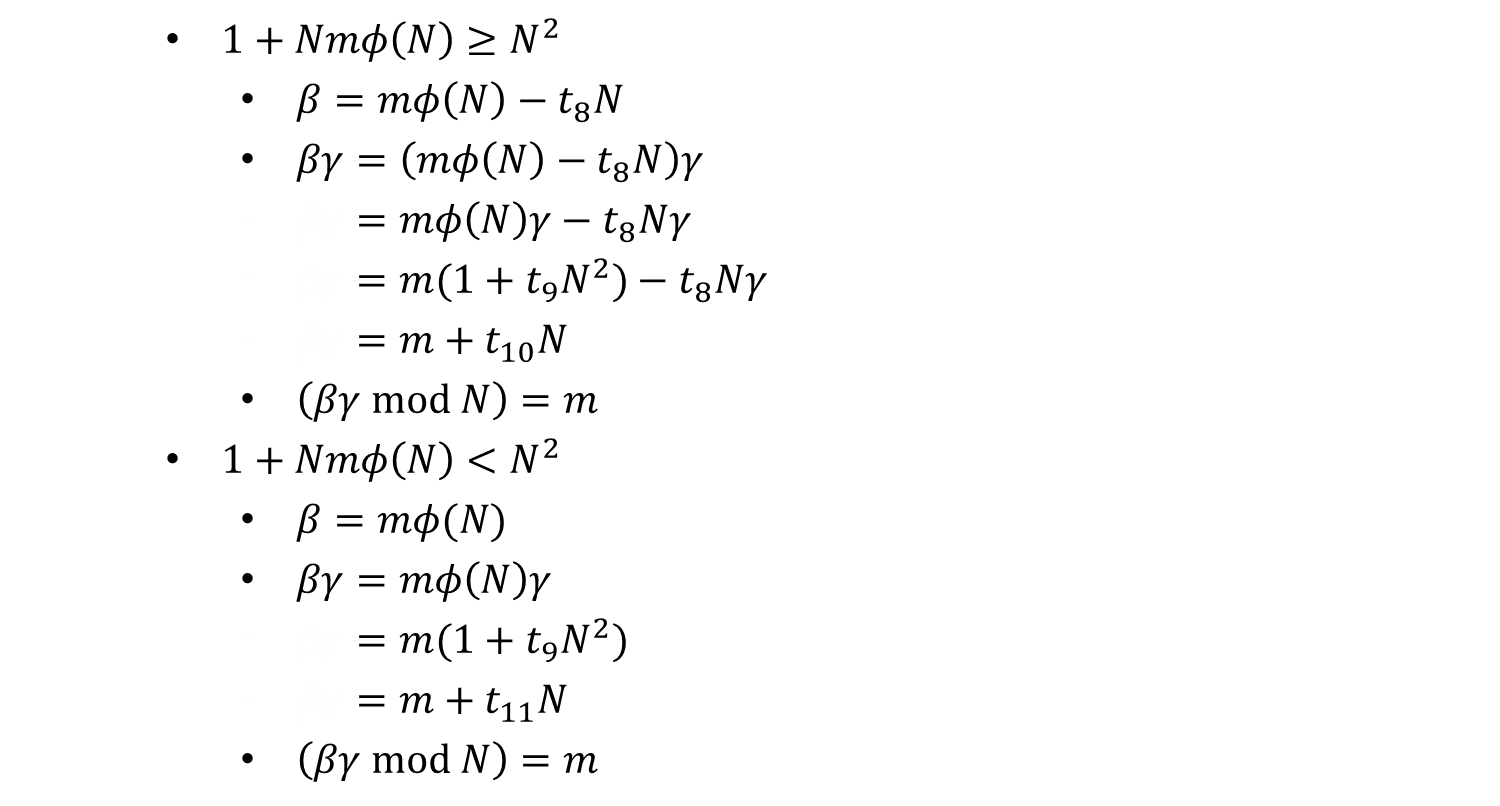 • 1 + 𝑁𝑚𝜙(𝑁) ≥ 𝑁²
• 𝛽 = 𝑚𝜙(𝑁) − 𝑡₈𝑁
• 𝛽𝛾 = (𝑚𝜙(𝑁) − 𝑡₈𝑁)𝛾
= 𝑚𝜙(𝑁)𝛾 − 𝑡₈𝑁𝛾
= 𝑚(1 + 𝑡₉𝑁²) − 𝑡₈𝑁𝛾
= 𝑚 + 𝑡₁₀𝑁
• (𝛽𝛾 mod 𝑁) = 𝑚
• 1 + 𝑁𝑚𝜙(𝑁) < 𝑁²
• 𝛽 = 𝑚𝜙(𝑁)
• 𝛽𝛾 = 𝑚𝜙(𝑁)𝛾
= 𝑚(1 + 𝑡₉𝑁²)
= 𝑚 + 𝑡₁₁𝑁
• (𝛽𝛾 mod 𝑁) = 𝑚